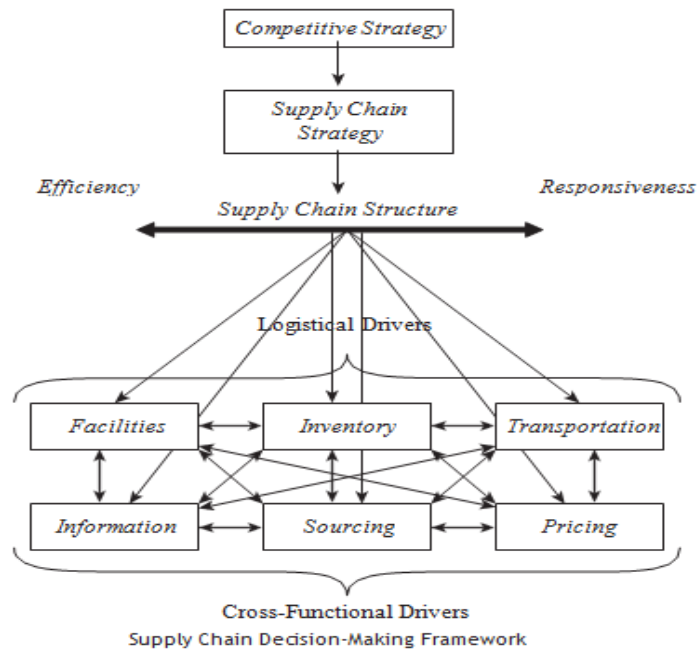 Competitive Strategy
Supply Chain
Strategy
Efficiency
Responsiveness
Supply Chain Structure
Logistical Drivers
Facilities
Inventory
Transportation
Information
Sourcing
Pricing
Cross-Functional Drivers
Supply Chain Decision-Making Framework